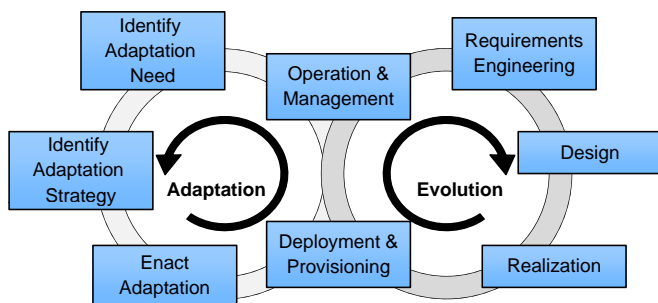 Identify
Adaptation
Need
Operation &
Management
Requirements
Engineering
Identify
Adaptation
Strategy
Adaptation
Evolution
Design
Enact
Adaptation
Deployment &
Provisioning
Realization